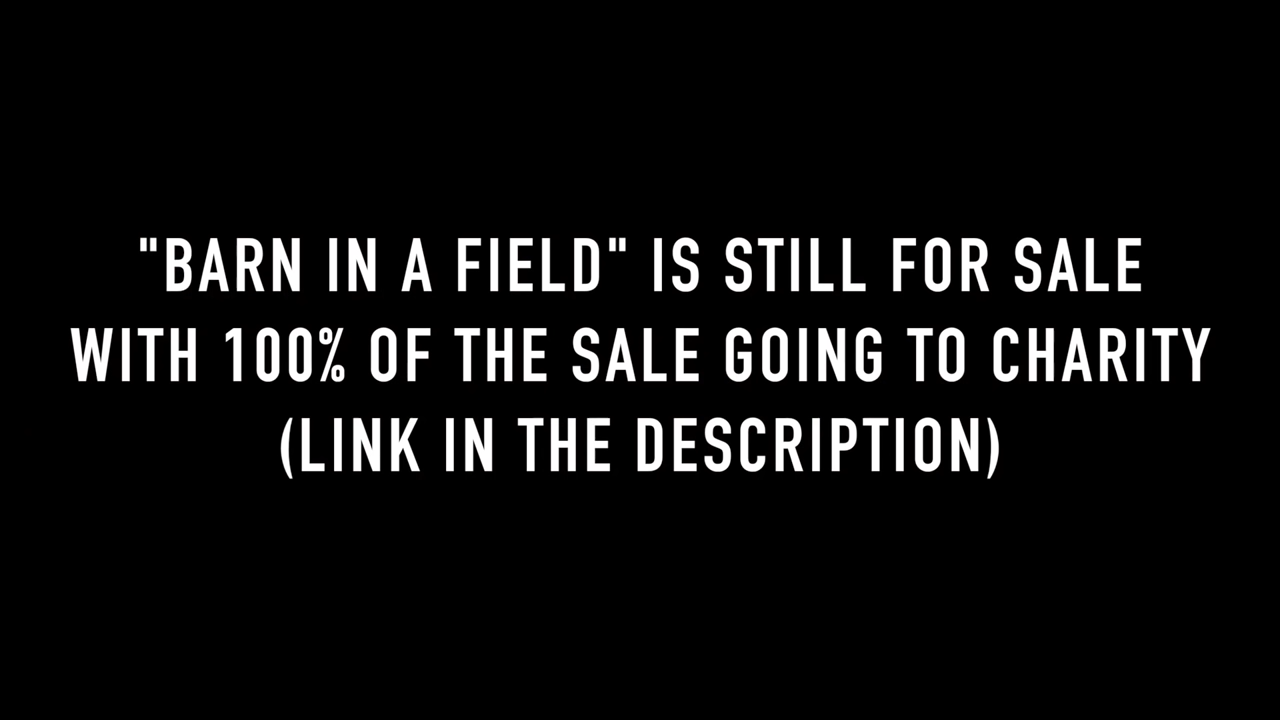 "BARN IN A FIELD" IS STILL FOR SALE
WITH 100% OF THE SALE GOING TO CHARITY
(LINK IN THE DESCRIPTION)